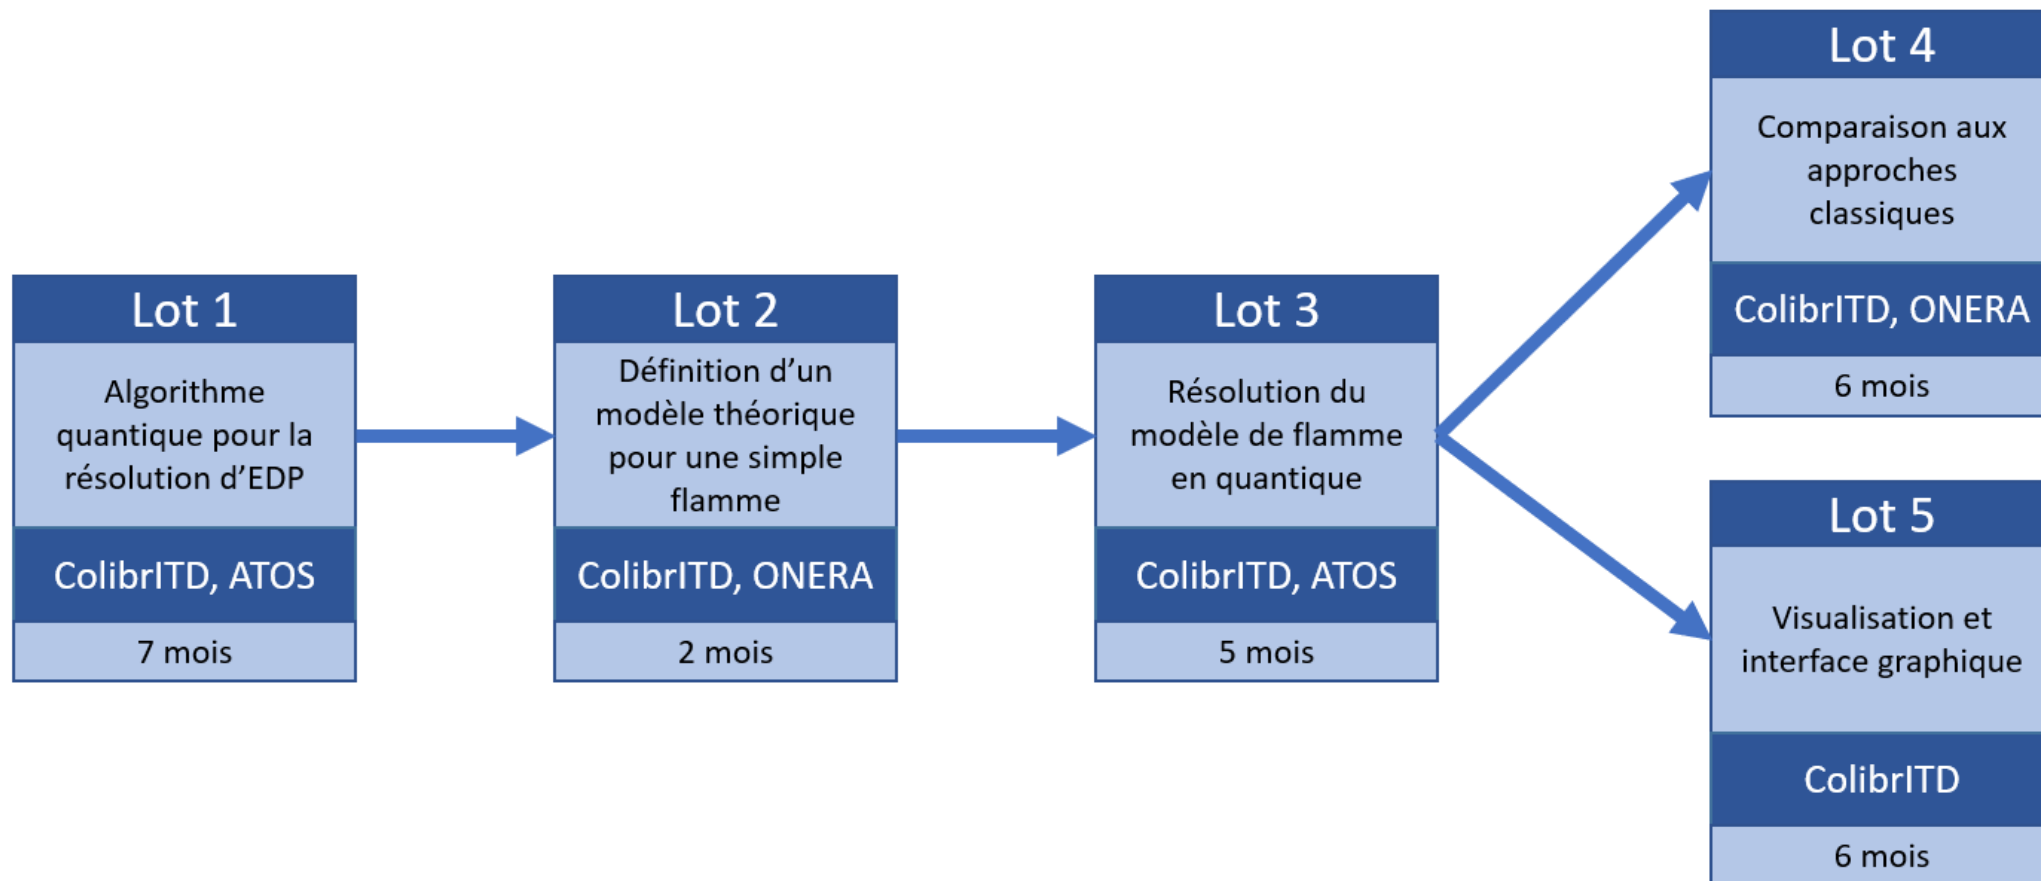 Lot 1
Algorithme
quantique pour la
résolution d’EDP
ColibrITD, ATOS
7 mois
Lot 2
Définition d’un
modèle théorique
pour une simple
flamme
ColibrITD, ONERA
2 mois
Lot 3
Résolution du
modèle de flamme
en quantique
ColibrITD, ATOS
5 mois
Lot 4
Comparaison aux
approches
classiques
ColibrITD, ONERA
6 mois
Lot 5
Visualisation et
interface graphique
ColibrITD
6 mois